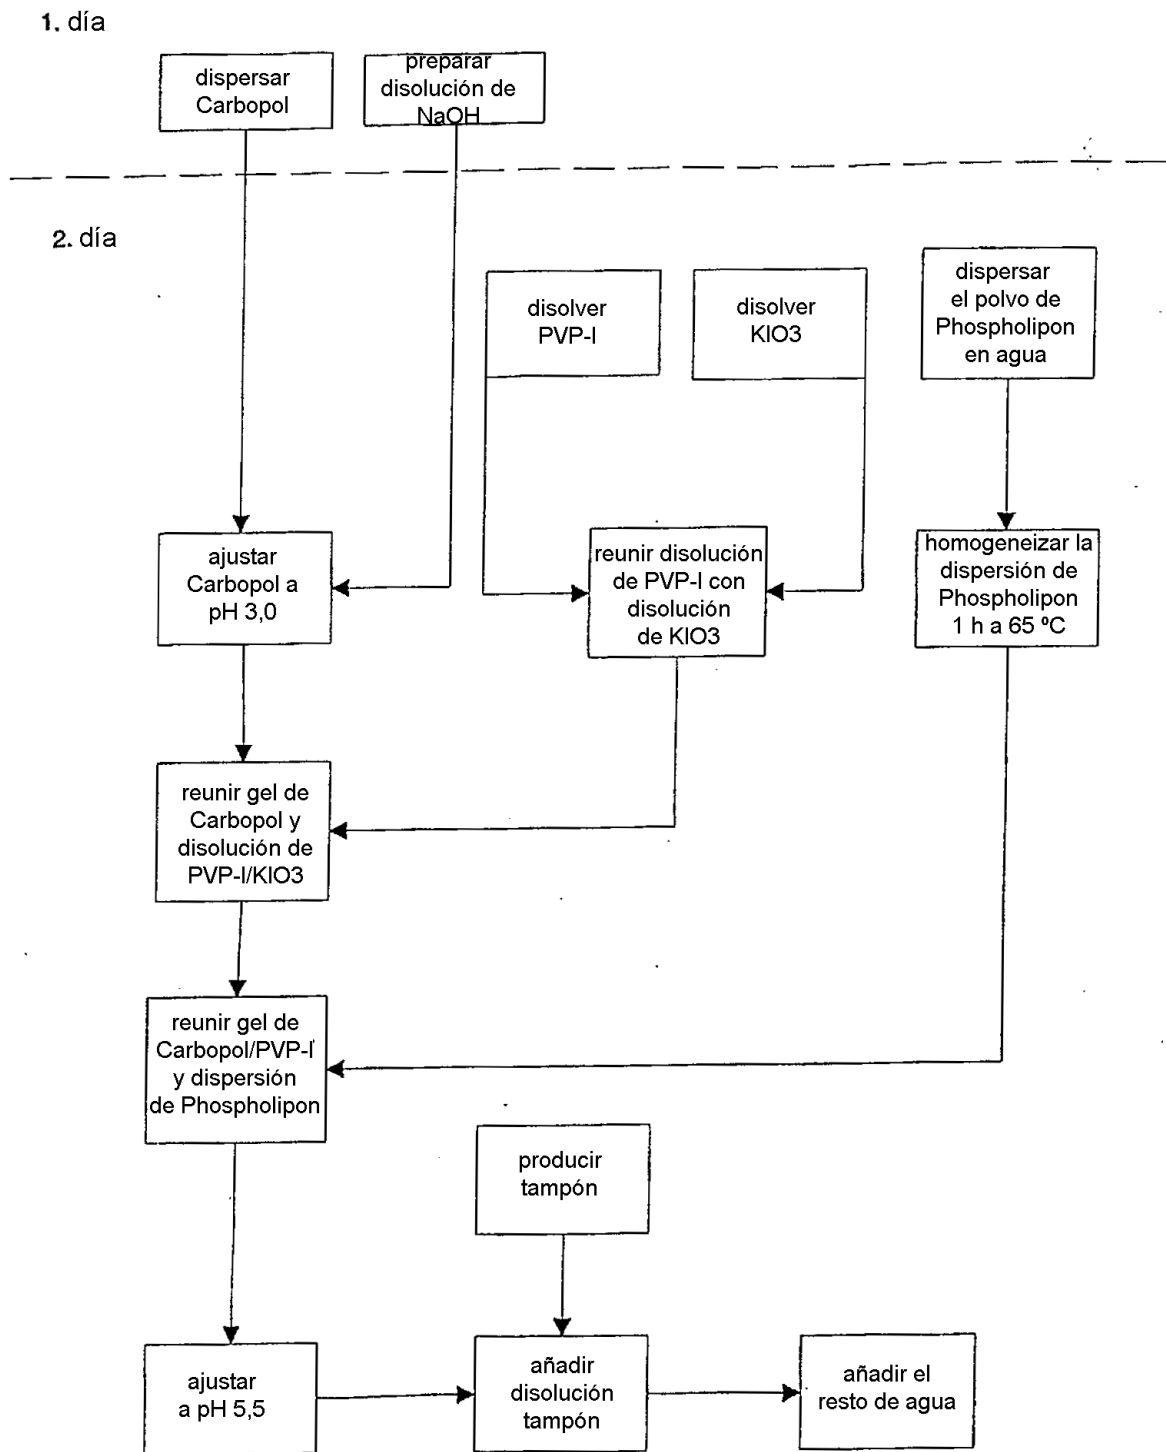 1. día
dispersar
Carbopol
preparar
disolución de
NaOH
2. día
disolver
PVP-I
disolver
KIO3
dispersar
el polvo de
Phospholipon
en agua
ajustar
Carbopol a
pH 3,0
reunir disolución
de PVP-I con
disolución
de KIO3
homogeneizar la
dispersión de
Phospholipon
1 h a 65 ºC
reunir gel de
Carbopol y
disolución de
PVP-I/KIO3
reunir gel de
Carbopol/PVP-I
y dispersión
de Phospholipon
producir
tampón
ajustar
a pH 5,5
añadir
disolución
tampón
añadir el
resto de agua